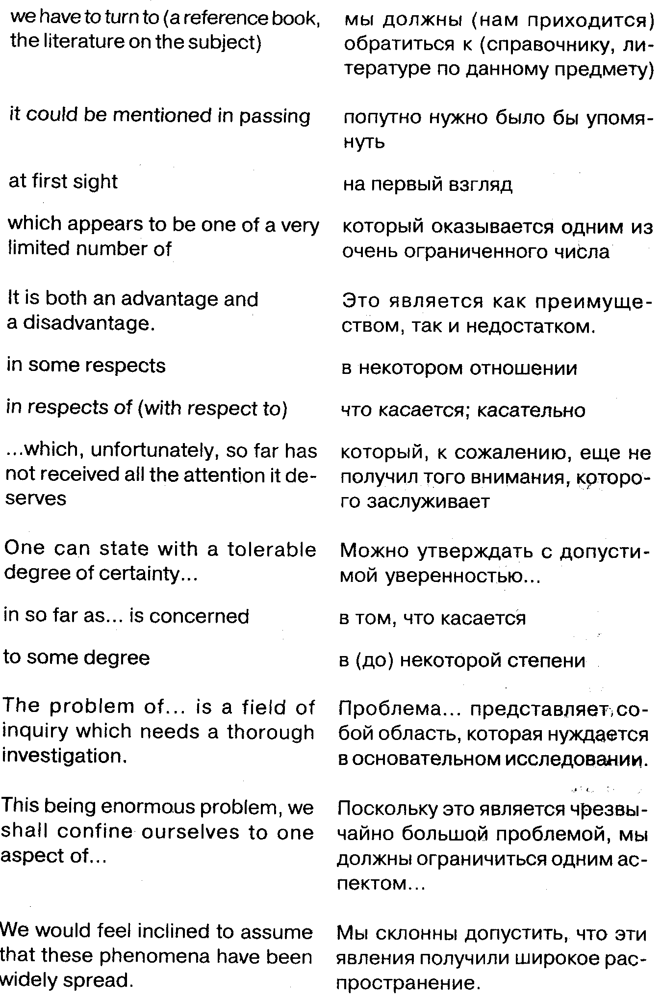 we have to turn to (a reference book,
the literature on the subject)
мы должны (нам приходится)
обратиться к (справочнику, ли-
тературе по данному предмету)
it could be mentioned in passing
попутно нужно было бы упомя-
нуть
at first sight
на первый взгляд
which appears to be one of a very
limited number of
который оказывается одним из
очень ограниченного числа
It is both an advantage and
a disadvantage.
Это является как преимуще-
ством, так и недостатком.
in some respects
в некотором отношении
in respects of (with respect to)
что касается; касательно
...which, unfortunately, so far has
not received all the attention it de-
serves
который, к сожалению, еще не
получил того внимания, которо-
го заслуживает
One can state with a tolerable
degree of certainty...
Можно утверждать с допусти-
мой уверенностью...
in so far as... is concerned
в том, что касается
to some degree
в (до) некоторой степени
The problem of... is a field of
inquiry which needs a thorough
investigation.
Проблема... представляет со-
бой область, которая нуждается
в основательном исследовании.
This being enormous problem, we
shall confine ourselves to one
aspect of...
Поскольку это является чрезвы-
чайно большой проблемой, мы
должны ограничиться одним ас-
пектом...
We would feel inclined to assume
that these phenomena have been
widely spread.
Мы склонны допустить, что эти
явления получили широкое рас-
пространение.